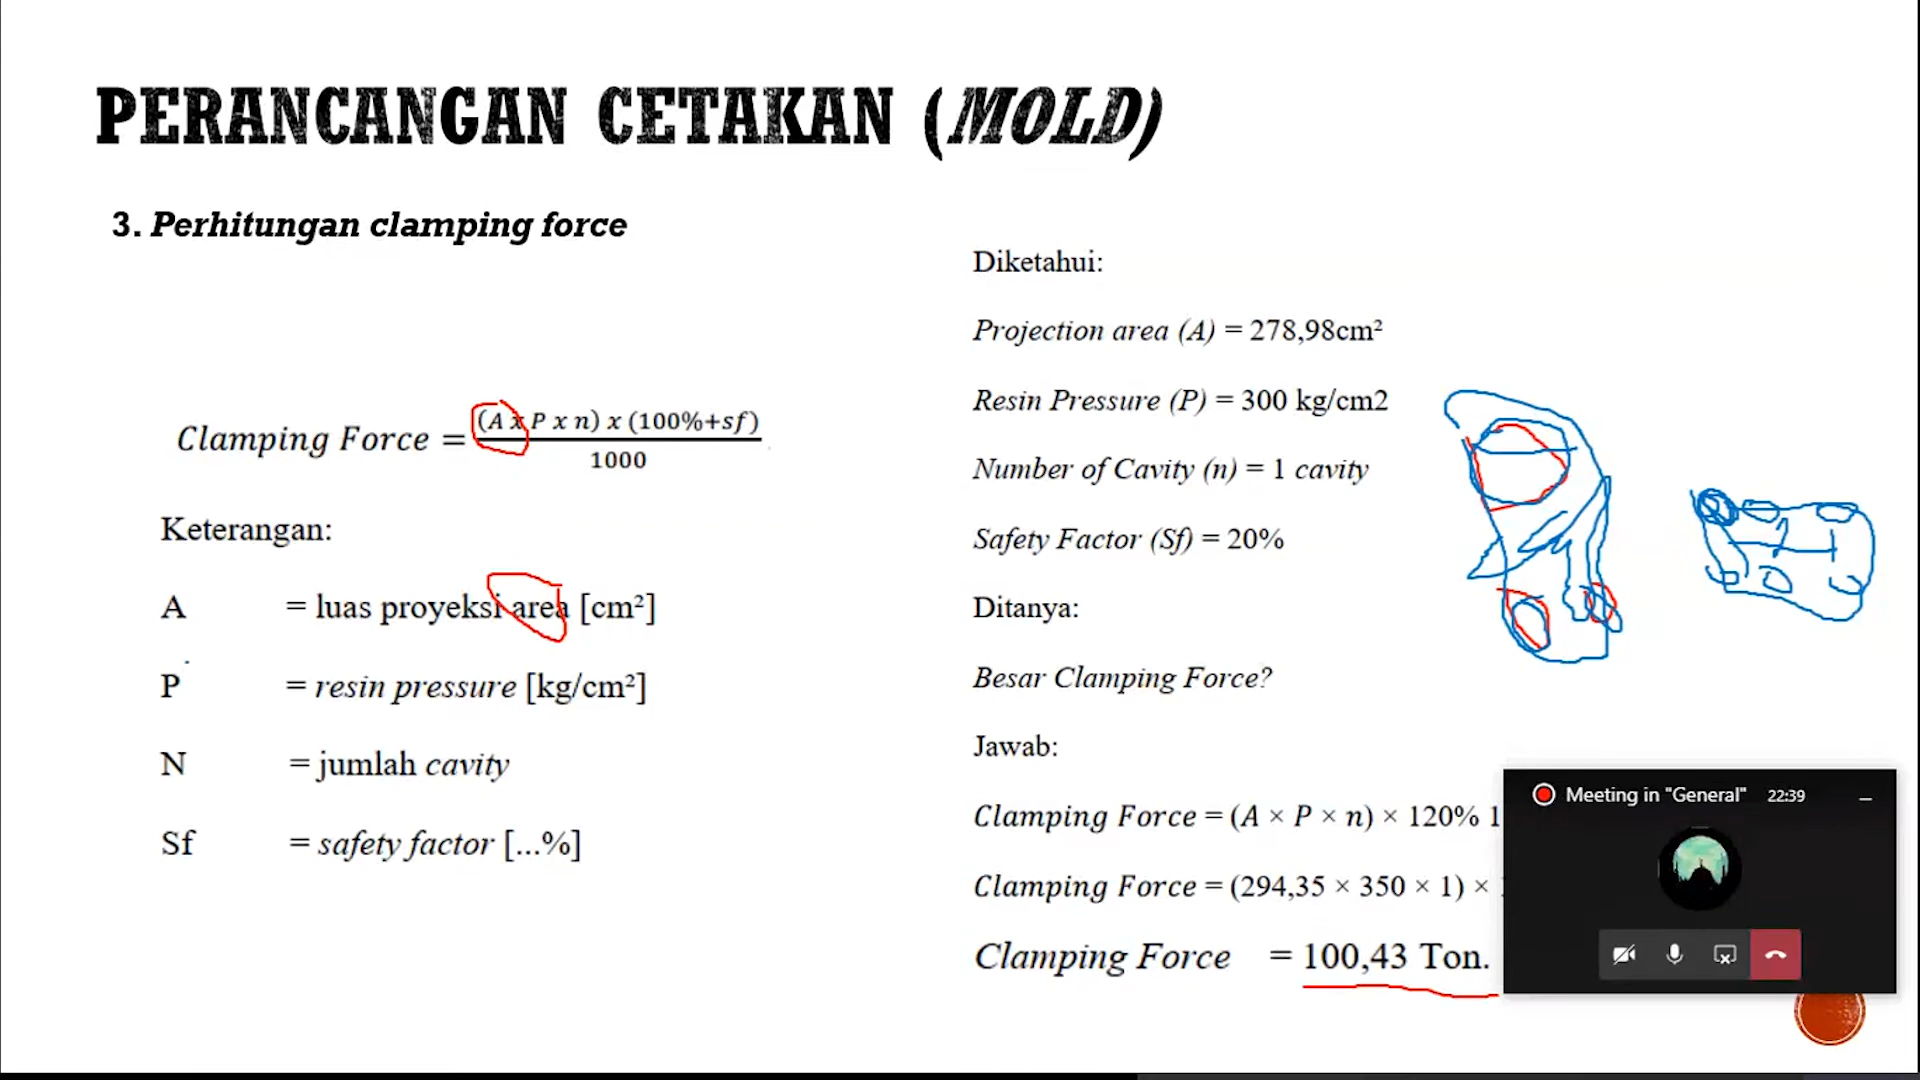 PERANCANGAN CETAKAN (MOLD)
3. Perhitungan clamping force
Clamping Force = (A x P x n) x (100%+sf)
1000
Keterangan:
A = luas proyeksi area [cm²]
P = resin pressure [kg/cm²]
N = jumlah cavity
Sf = safety factor [...%]
Diketahui:
Projection area (A) = 278,98cm²
Resin Pressure (P) = 300 kg/cm2
Number of Cavity (n) = 1 cavity
Safety Factor (Sf) = 20%
Ditanya:
Besar Clamping Force?
Jawab:
Clamping Force = (A × P × n) × 120% 1
Clamping Force = (294,35 × 350 × 1) ×
Clamping Force = 100,43 Ton.
Meeting in "General" 22:39